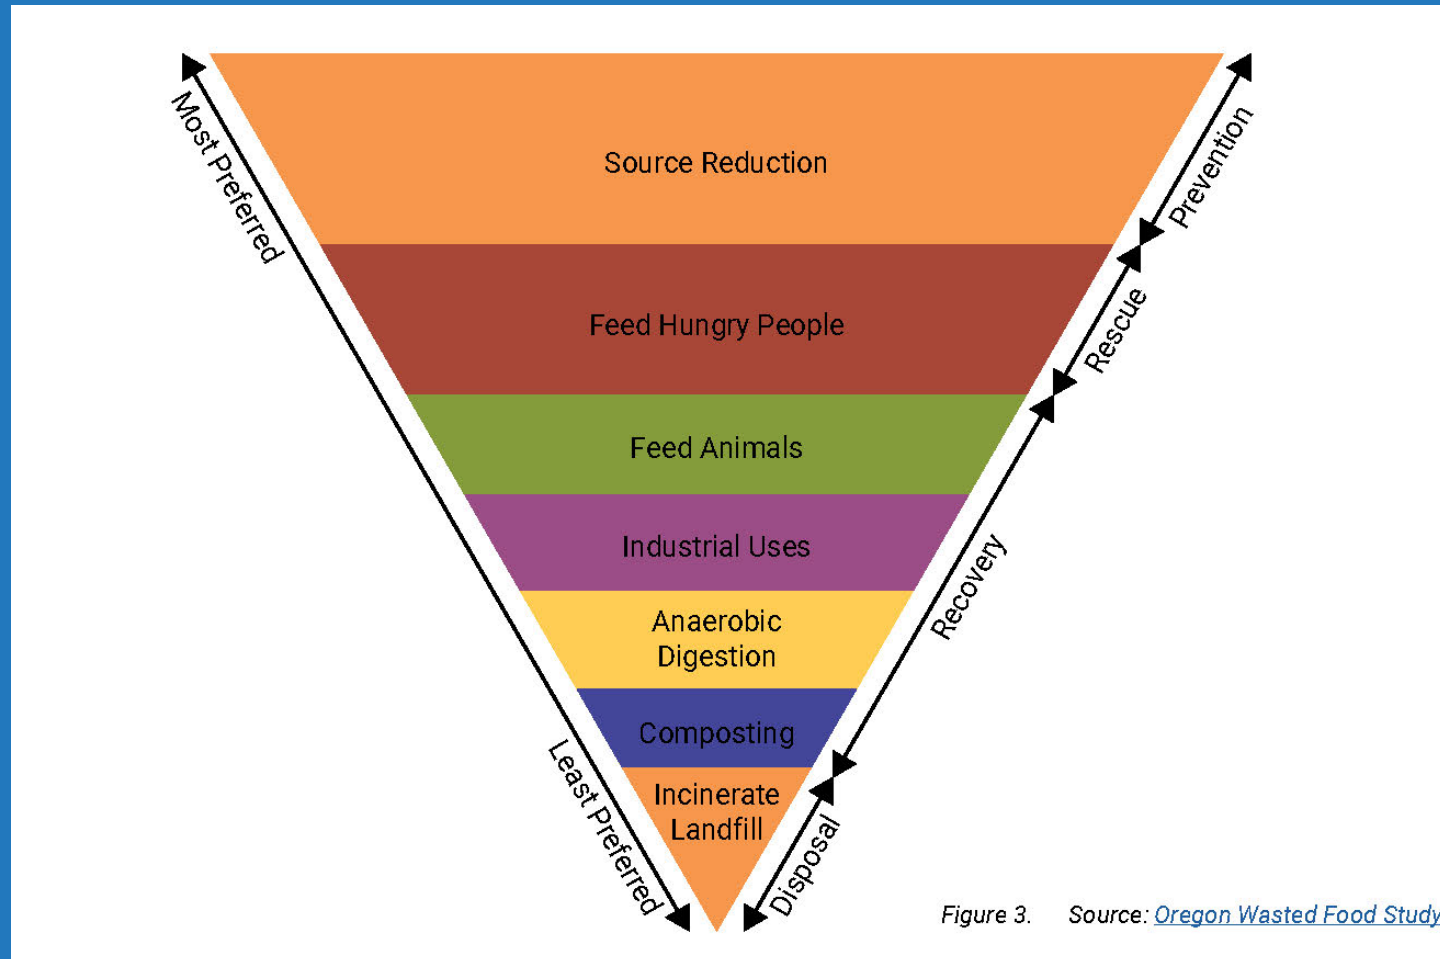 Most Preferred
Source Reduction
Prevention
Feed Hungry People
Rescue
Feed Animals
Industrial Uses
Recovery
Anaerobic
Digestion
Composting
Least Preferred
Incinerate
Landfill
Disposal
Figure 3. Source: Oregon Wasted Food Study